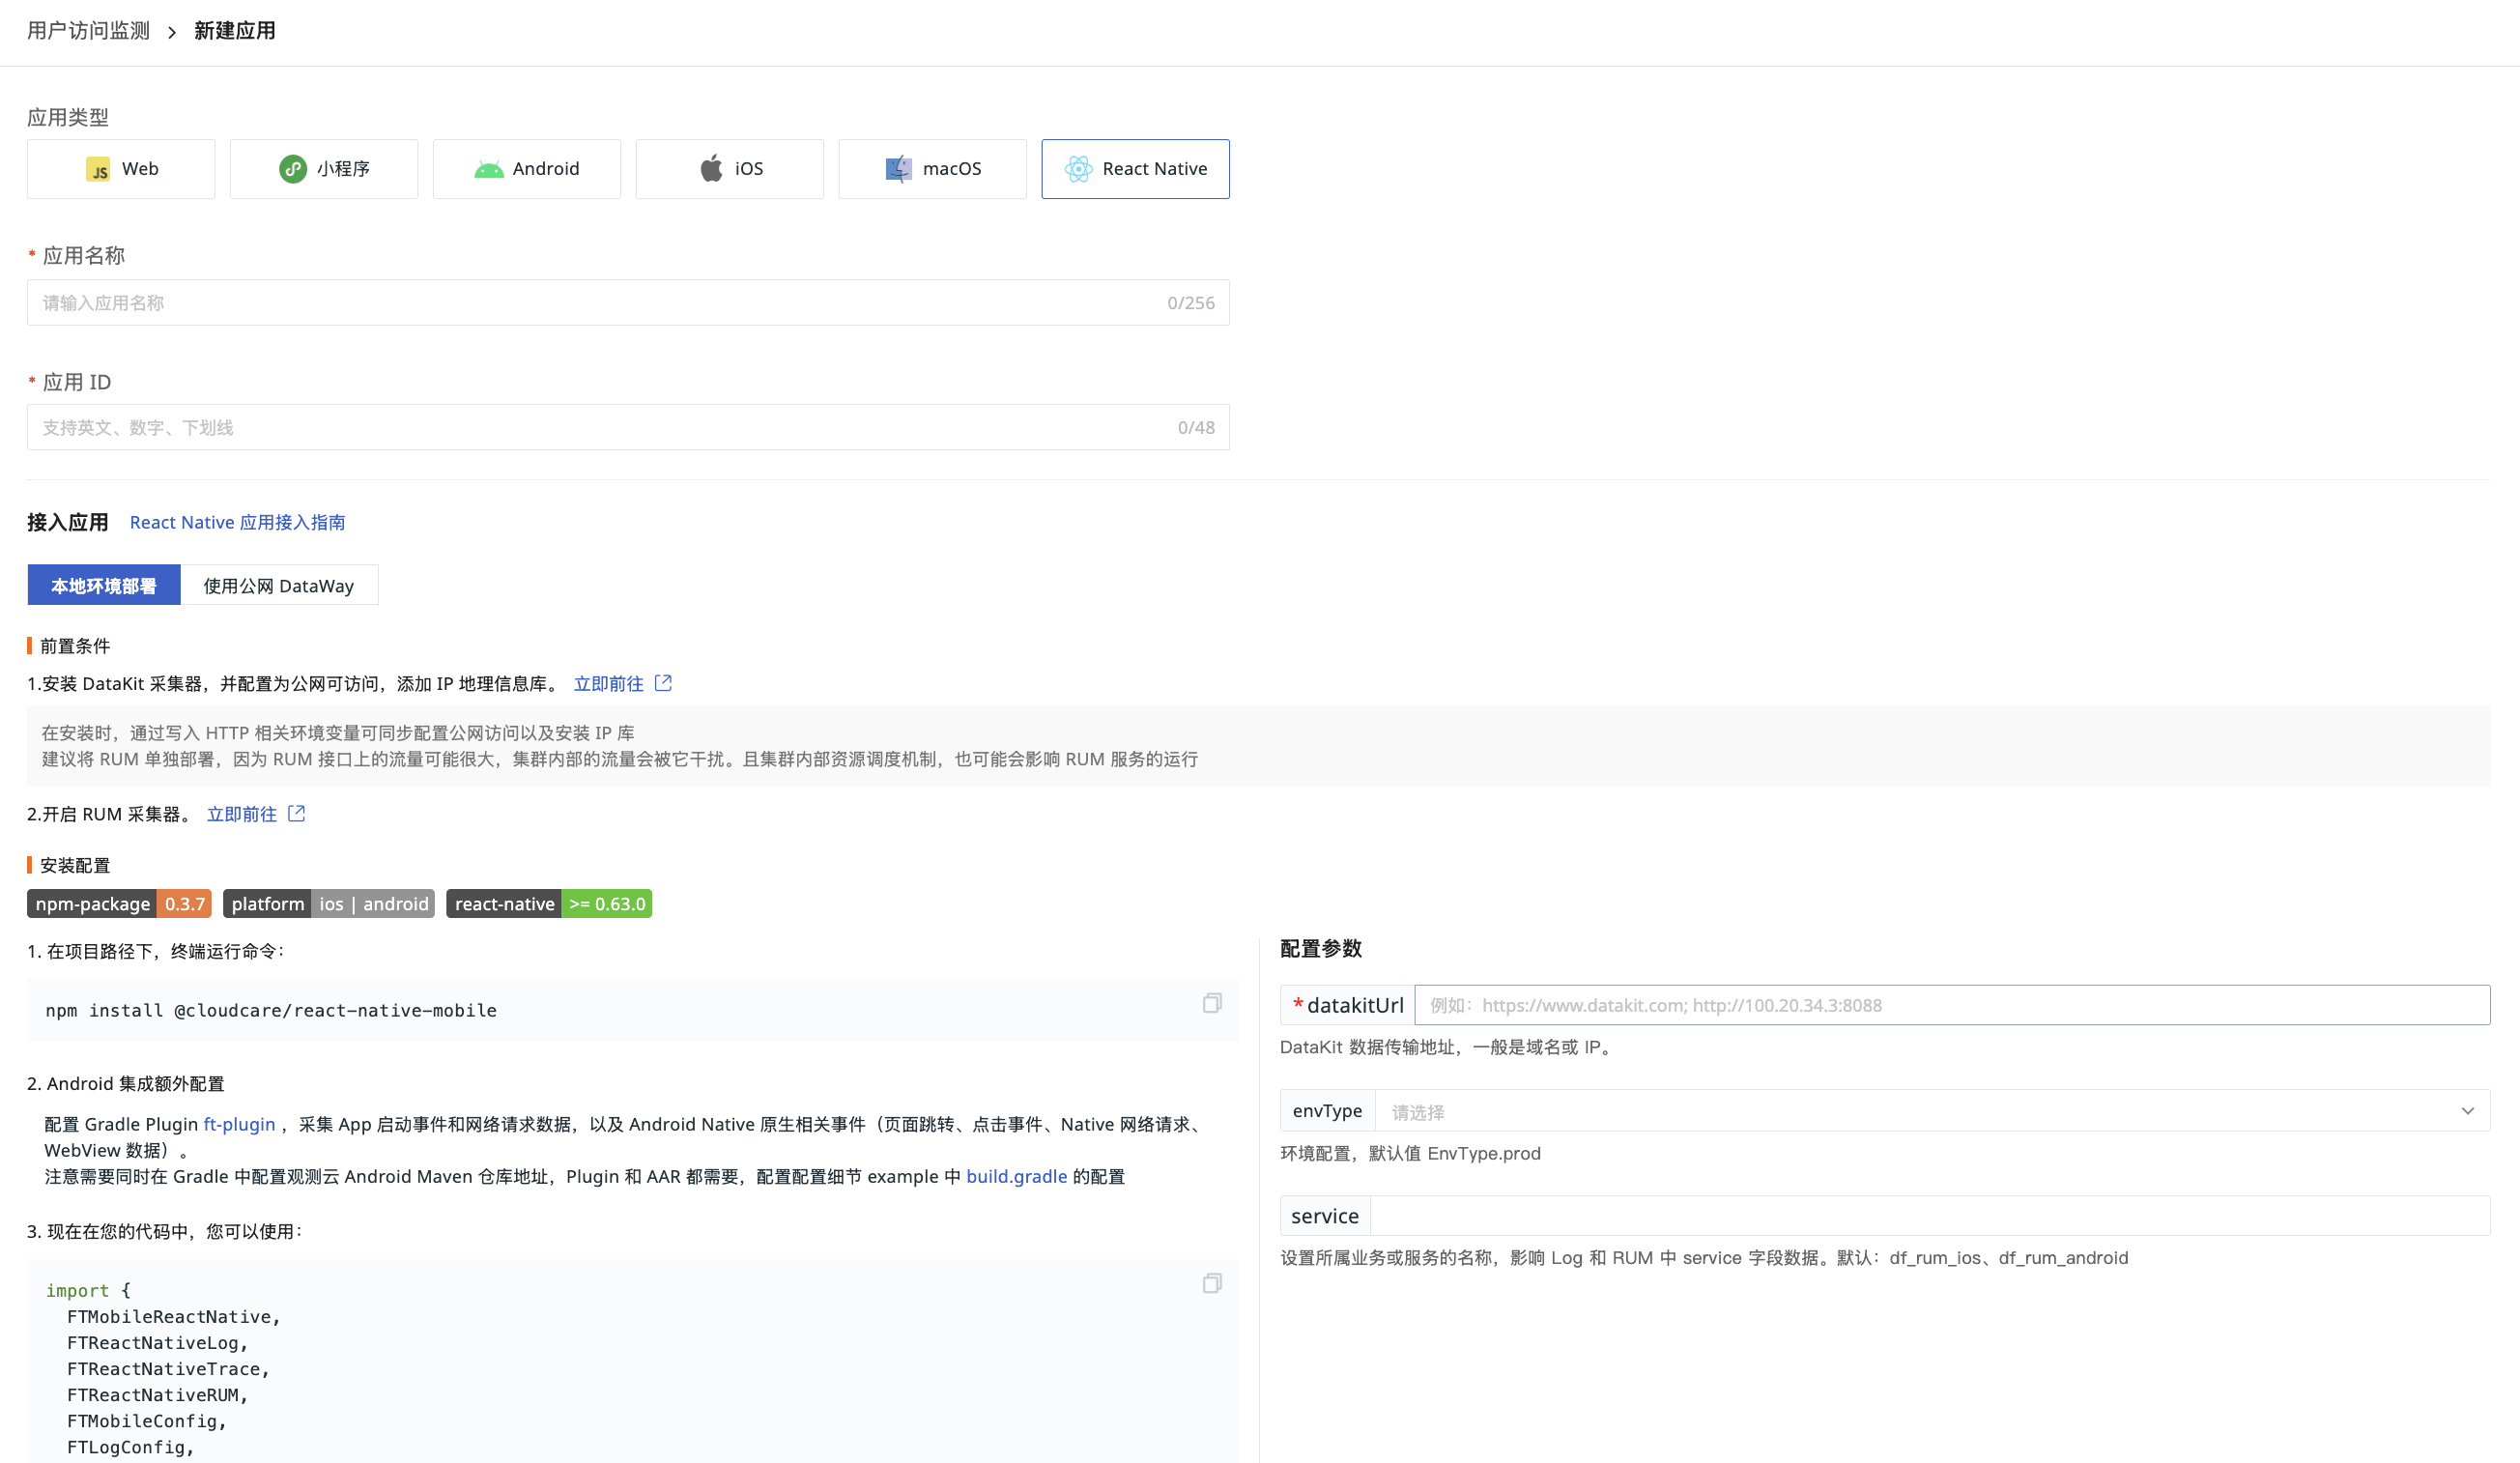 用户访问监测 > 新建应用
应用类型
JS Web
小程序
Android
iOS
macOS
React Native
* 应用名称
请输入应用名称 0/256
* 应用 ID
支持英文、数字、下划线 0/48
接入应用 React Native 应用接入指南
本地环境部署 使用公网 DataWay
前置条件
1.安装 DataKit 采集器，并配置为公网可访问，添加 IP 地理信息库。 立即前往
在安装时，通过写入 HTTP 相关环境变量可同步配置公网访问以及安装 IP 库
建议将 RUM 单独部署，因为 RUM 接口上的流量可能很大，集群内部的流量会被它干扰。且集群内部资源调度机制，也可能会影响 RUM 服务的运行
2.开启 RUM 采集器。 立即前往
安装配置
npm-package 0.3.7 platform ios | android react-native >= 0.63.0
1. 在项目路径下，终端运行命令：
npm install @cloudcare/react-native-mobile
2. Android 集成额外配置
配置 Gradle Plugin ft-plugin ，采集 App 启动事件和网络请求数据，以及 Android Native 原生相关事件（页面跳转、点击事件、Native 网络请求、
WebView 数据）。
注意需要同时在 Gradle 中配置观测云 Android Maven 仓库地址，Plugin 和 AAR 都需要，配置配置细节 example 中 build.gradle 的配置
3. 现在在您的代码中，您可以使用：
import {
FTMobileReactNative,
FTReactNativeLog,
FTReactNativeTrace,
FTReactNativeRUM,
FTMobileConfig,
FTLogConfig,
配置参数
* datakitUrl 例如：https://www.datakit.com; http://100.20.34.3:8088
DataKit 数据传输地址，一般是域名或 IP。
envType 请选择
环境配置，默认值 EnvType.prod
service
设置所属业务或服务的名称，影响 Log 和 RUM 中 service 字段数据。默认：df_rum_ios、df_rum_android